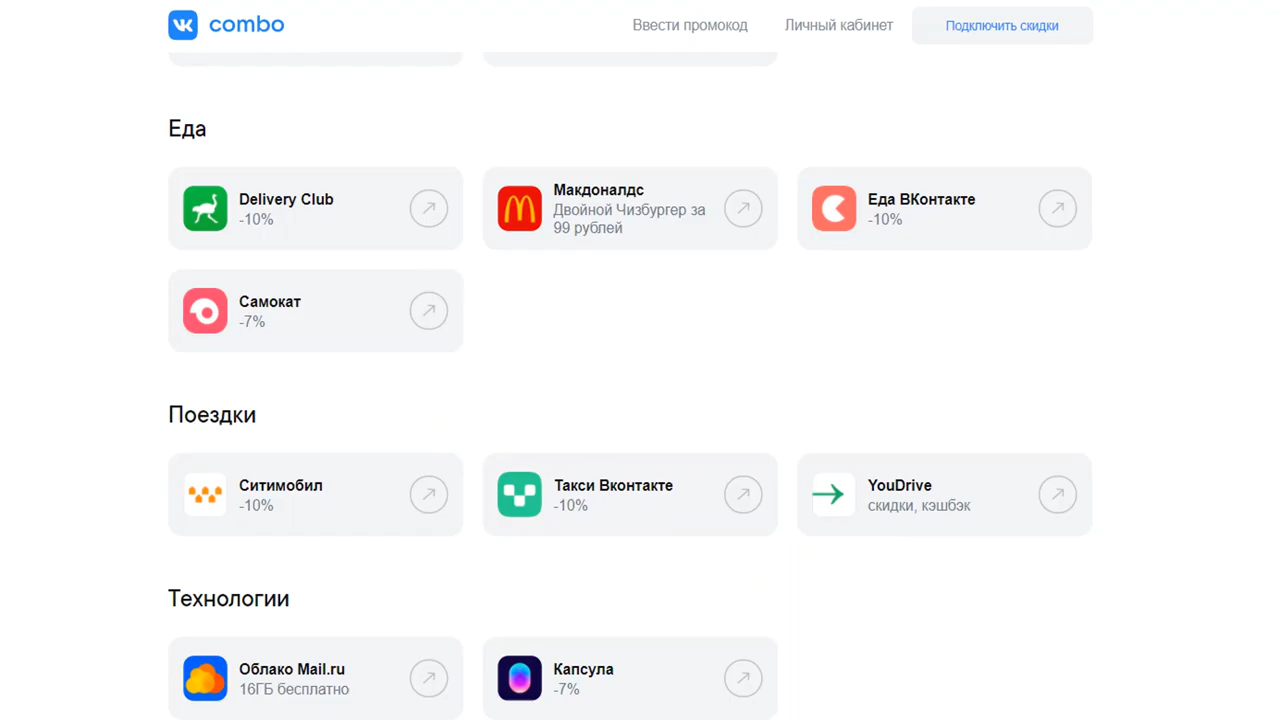 combo
Ввести промокод
Личный кабинет
Подключить скидки
Еда
Delivery Club
-10%
Макдоналдс
Двойной Чизбургер за
99 рублей
Еда ВКонтакте
-10%
Самокат
-7%
Поездки
Ситимобил
-10%
Такси Вконтакте
-10%
YouDrive
скидки, кэшбэк
Технологии
Облако Mail.ru
16ГБ бесплатно
Капсула
-7%